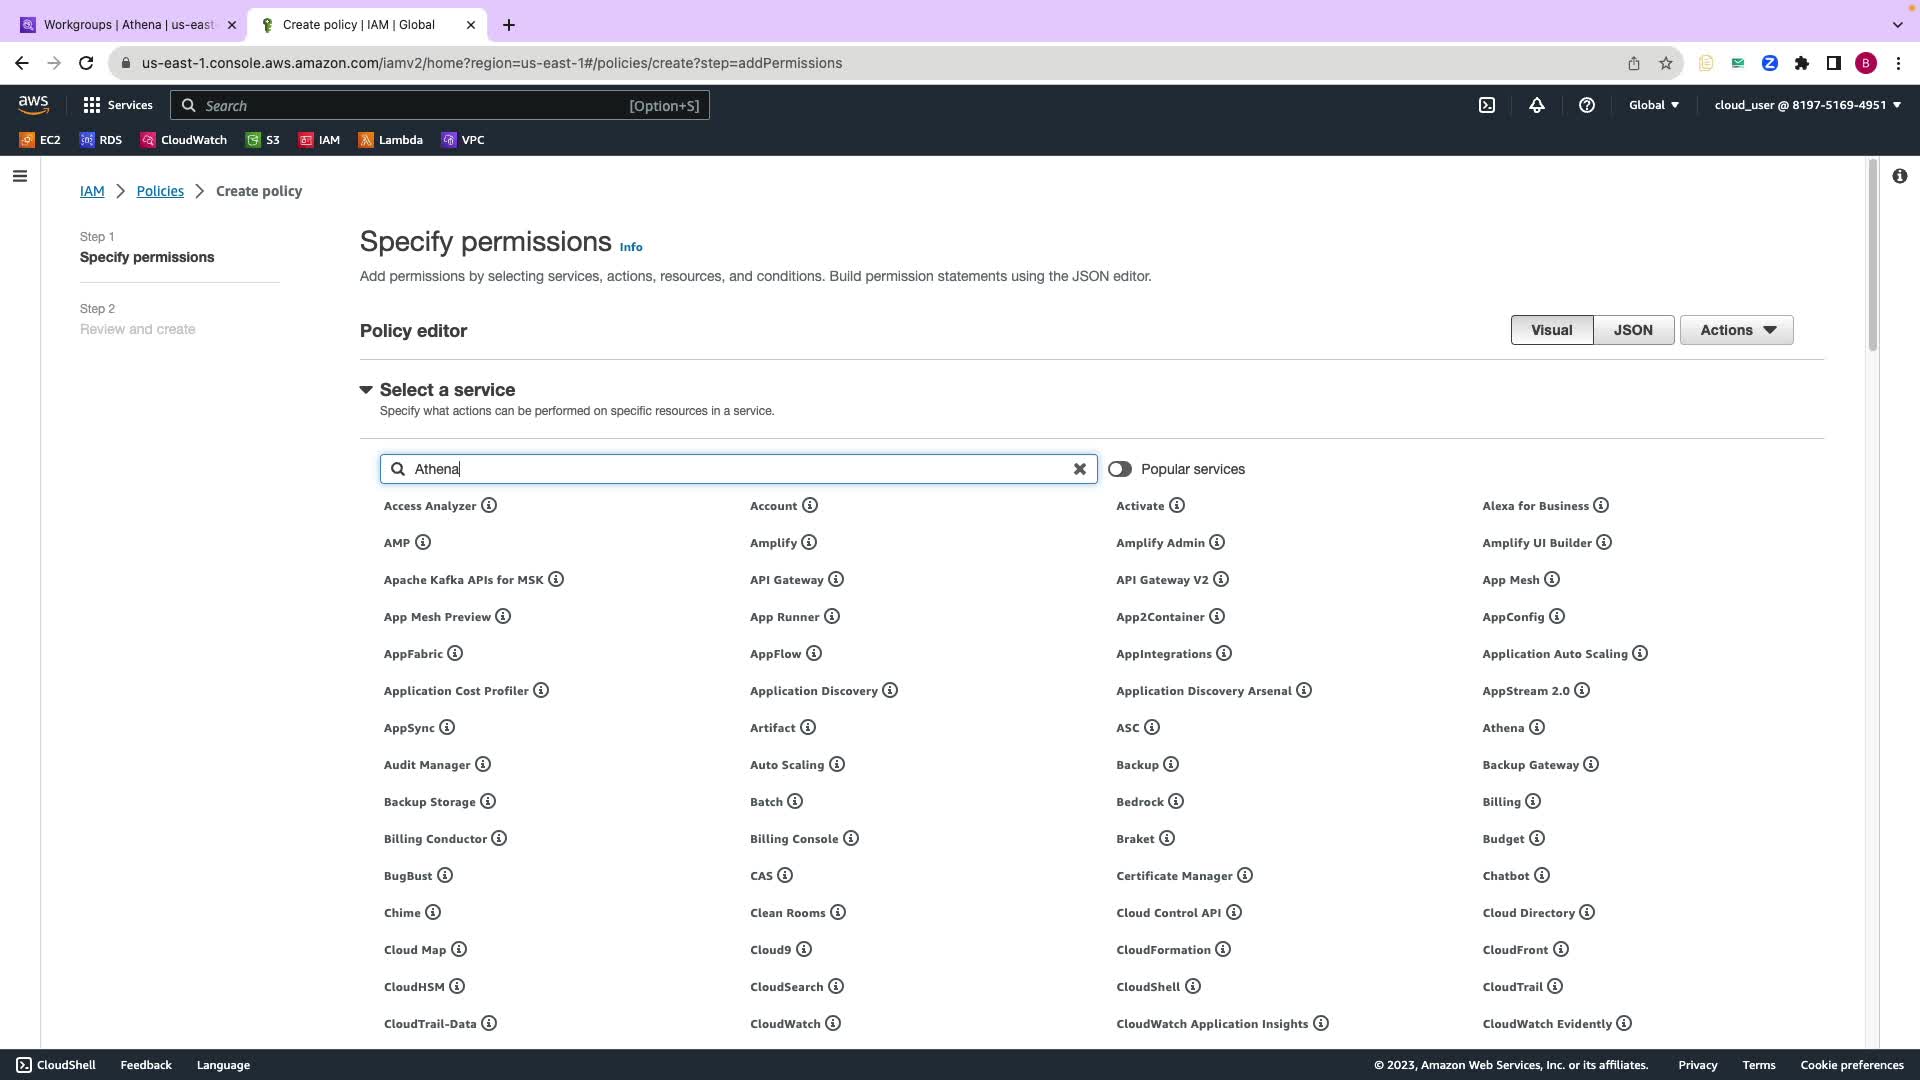 Workgroups | Athena | us-east-
Create policy | IAM | Global
us-east-1.console.aws.amazon.com/iamv2/home?region=us-east-1#/policies/create?step=addPermissions
B
aws
Services
Search
[Option+S]
Global
cloud_user @ 8197-5169-4951
EC2
RDS
CloudWatch
S3
IAM
Lambda
VPC
IAM > Policies > Create policy
Step 1
Specify permissions
Step 2
Review and create
Specify permissions Info
Add permissions by selecting services, actions, resources, and conditions. Build permission statements using the JSON editor.
Policy editor
Visual
JSON
Actions
Select a service
Specify what actions can be performed on specific resources in a service.
Athena
Popular services
Access Analyzer
Account
Activate
Alexa for Business
AMP
Amplify
Amplify Admin
Amplify UI Builder
Apache Kafka APIs for MSK
API Gateway
API Gateway V2
App Mesh
App Mesh Preview
App Runner
App2Container
AppConfig
AppFabric
AppFlow
AppIntegrations
Application Auto Scaling
Application Cost Profiler
Application Discovery
Application Discovery Arsenal
AppStream 2.0
AppSync
Artifact
ASC
Athena
Audit Manager
Auto Scaling
Backup
Backup Gateway
Backup Storage
Batch
Bedrock
Billing
Billing Conductor
Billing Console
Braket
Budget
BugBust
CAS
Certificate Manager
Chatbot
Chime
Clean Rooms
Cloud Control API
Cloud Directory
Cloud Map
Cloud9
CloudFormation
CloudFront
CloudHSM
CloudSearch
CloudShell
CloudTrail
CloudTrail-Data
CloudWatch
CloudWatch Application Insights
CloudWatch Evidently
CloudShell
Feedback
Language
© 2023, Amazon Web Services, Inc. or its affiliates.
Privacy
Terms
Cookie preferences